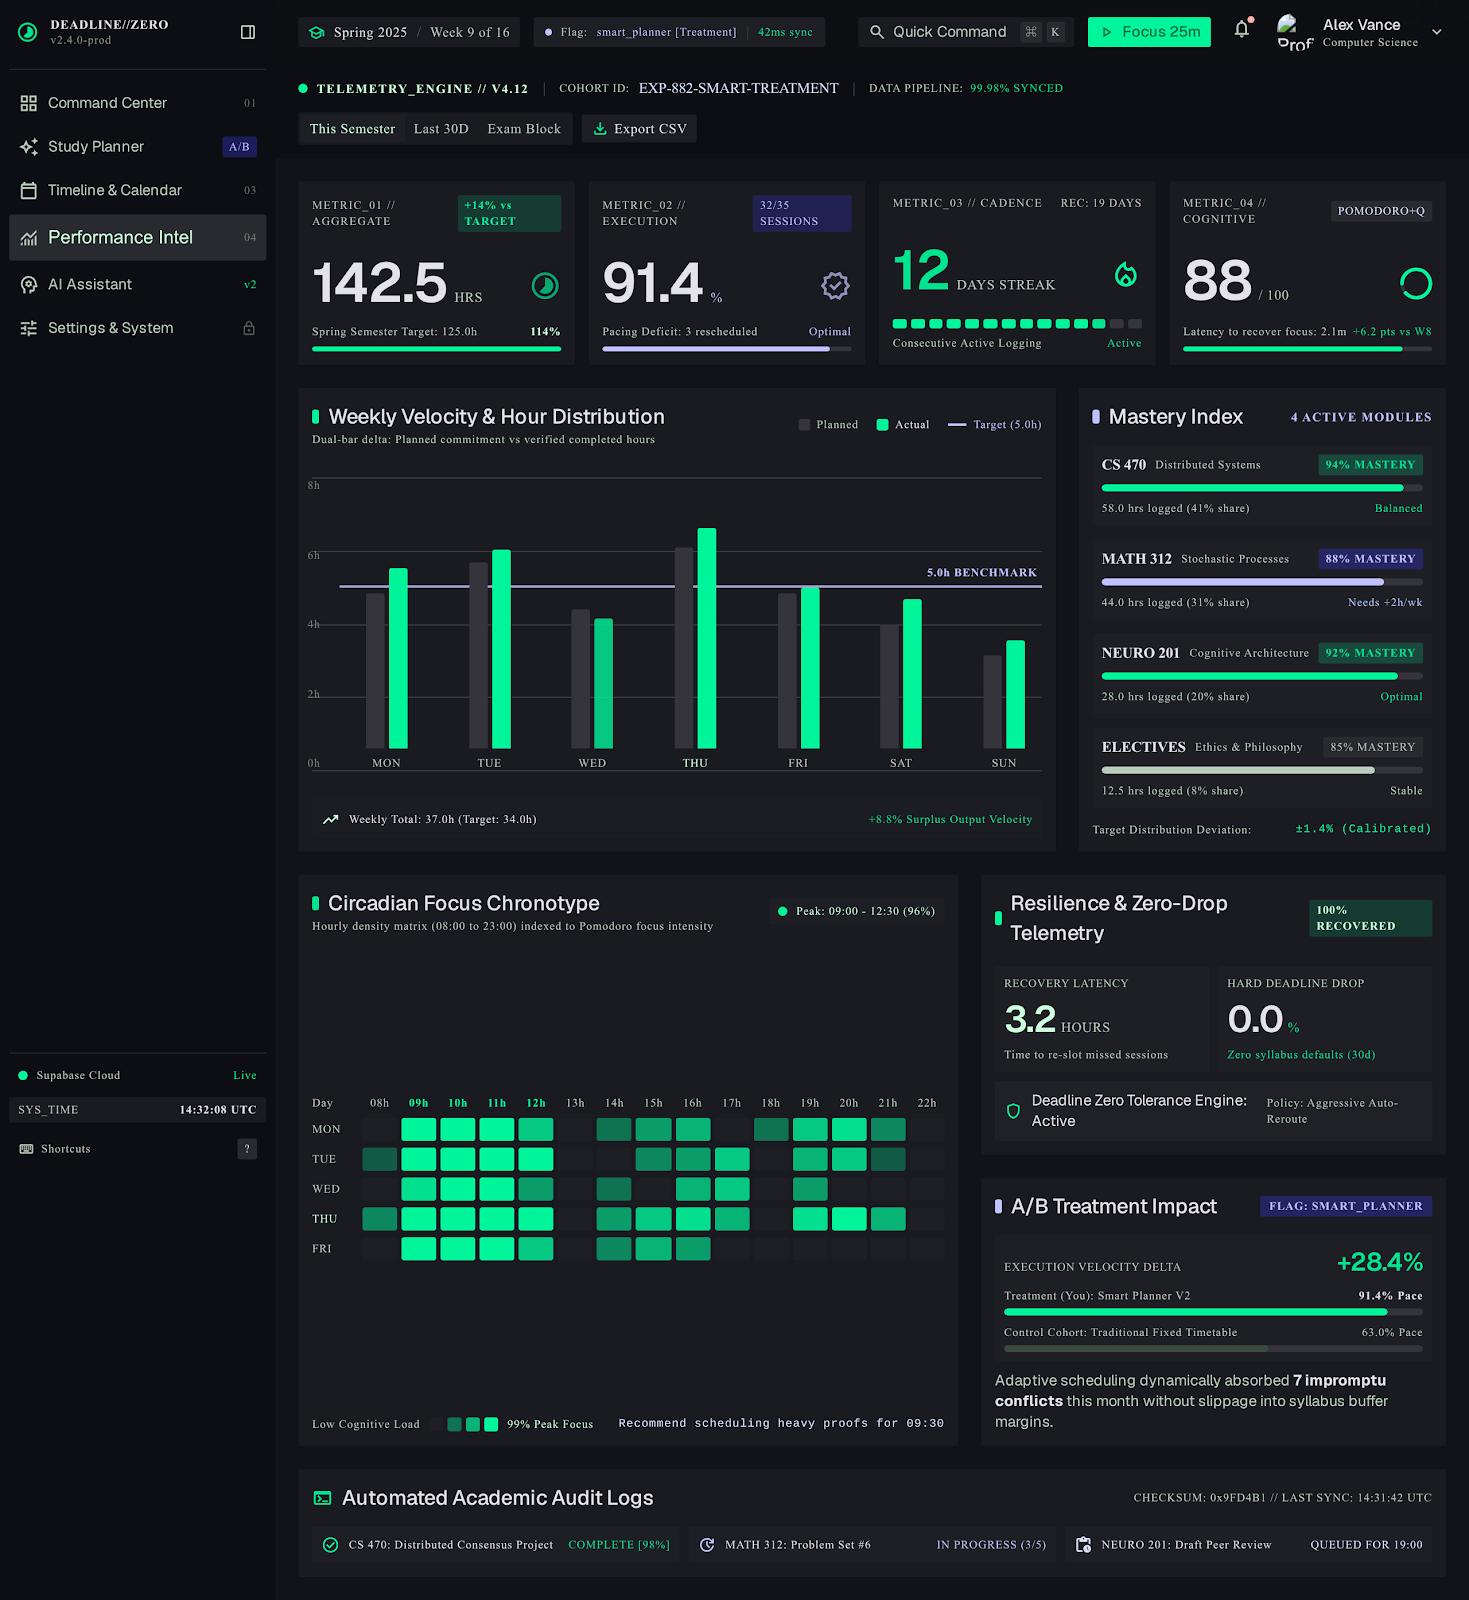 DEADLINE//ZERO
v2.4.0-prod
Command Center 01
Study Planner A/B
Timeline & Calendar 03
Performance Intel 04
AI Assistant v2
Settings & System
Supabase Cloud Live
SYS_TIME 14:32:08 UTC
Shortcuts ?
Spring 2025 / Week 9 of 16
Flag: smart_planner [Treatment] 42ms sync
Quick Command ⌘ K
Focus 25m
Prof
Alex Vance
Computer Science
TELEMETRY_ENGINE // V4.12
COHORT ID: EXP-882-SMART-TREATMENT
DATA PIPELINE: 99.98% SYNCED
This Semester Last 30D Exam Block
Export CSV
METRIC_01 //
AGGREGATE
+14% vs
TARGET
142.5 HRS
Spring Semester Target: 125.0h 114%
METRIC_02 //
EXECUTION
32/35
SESSIONS
91.4 %
Pacing Deficit: 3 rescheduled Optimal
METRIC_03 // CADENCE REC: 19 DAYS
12 DAYS STREAK
Consecutive Active Logging Active
METRIC_04 //
COGNITIVE
POMODORO+Q
88 / 100
Latency to recover focus: 2.1m +6.2 pts vs W8
Weekly Velocity & Hour Distribution
Dual-bar delta: Planned commitment vs verified completed hours
Planned Actual Target (5.0h)
8h
6h
5.0h BENCHMARK
4h
2h
0h
MON TUE WED THU FRI SAT SUN
Weekly Total: 37.0h (Target: 34.0h) +8.8% Surplus Output Velocity
Mastery Index 4 ACTIVE MODULES
CS 470 Distributed Systems 94% MASTERY
58.0 hrs logged (41% share) Balanced
MATH 312 Stochastic Processes 88% MASTERY
44.0 hrs logged (31% share) Needs +2h/wk
NEURO 201 Cognitive Architecture 92% MASTERY
28.0 hrs logged (20% share) Optimal
ELECTIVES Ethics & Philosophy 85% MASTERY
12.5 hrs logged (8% share) Stable
Target Distribution Deviation: ±1.4% (Calibrated)
Circadian Focus Chronotype
Hourly density matrix (08:00 to 23:00) indexed to Pomodoro focus intensity
Peak: 09:00 - 12:30 (96%)
Day 08h 09h 10h 11h 12h 13h 14h 15h 16h 17h 18h 19h 20h 21h 22h
MON
TUE
WED
THU
FRI
Low Cognitive Load 99% Peak Focus Recommend scheduling heavy proofs for 09:30
Resilience & Zero-Drop
Telemetry
100%
RECOVERED
RECOVERY LATENCY
3.2 HOURS
Time to re-slot missed sessions
HARD DEADLINE DROP
0.0 %
Zero syllabus defaults (30d)
Deadline Zero Tolerance Engine:
Active
Policy: Aggressive Auto-
Reroute
A/B Treatment Impact FLAG: SMART_PLANNER
EXECUTION VELOCITY DELTA +28.4%
Treatment (You): Smart Planner V2 91.4% Pace
Control Cohort: Traditional Fixed Timetable 63.0% Pace
Adaptive scheduling dynamically absorbed 7 impromptu
conflicts this month without slippage into syllabus buffer
margins.
Automated Academic Audit Logs CHECKSUM: 0x9FD4B1 // LAST SYNC: 14:31:42 UTC
CS 470: Distributed Consensus Project COMPLETE [98%]
MATH 312: Problem Set #6 IN PROGRESS (3/5)
NEURO 201: Draft Peer Review QUEUED FOR 19:00